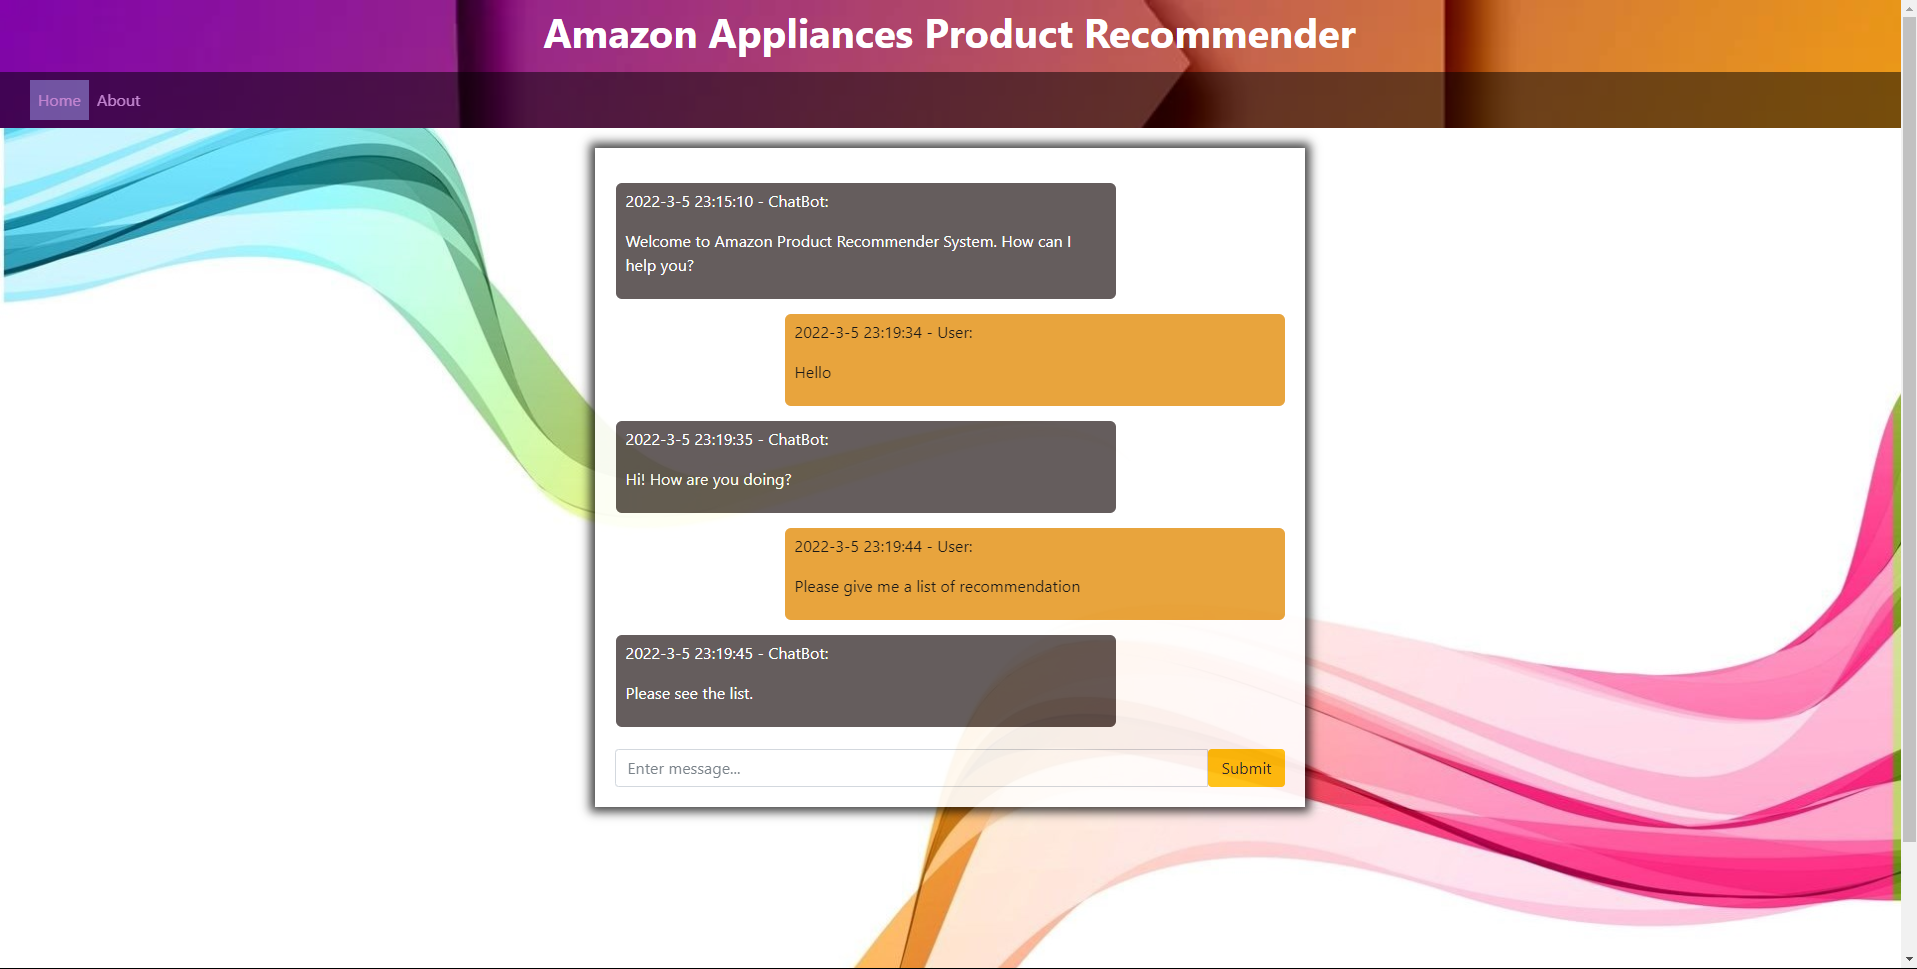 Amazon Appliances Product Recommender
Home About
2022-3-5 23:15:10 - ChatBot:
Welcome to Amazon Product Recommender System. How can I
help you?
2022-3-5 23:19:34 - User:
Hello
2022-3-5 23:19:35 - ChatBot:
Hi! How are you doing?
2022-3-5 23:19:44 - User:
Please give me a list of recommendation
2022-3-5 23:19:45 - ChatBot:
Please see the list.
Enter message... Submit